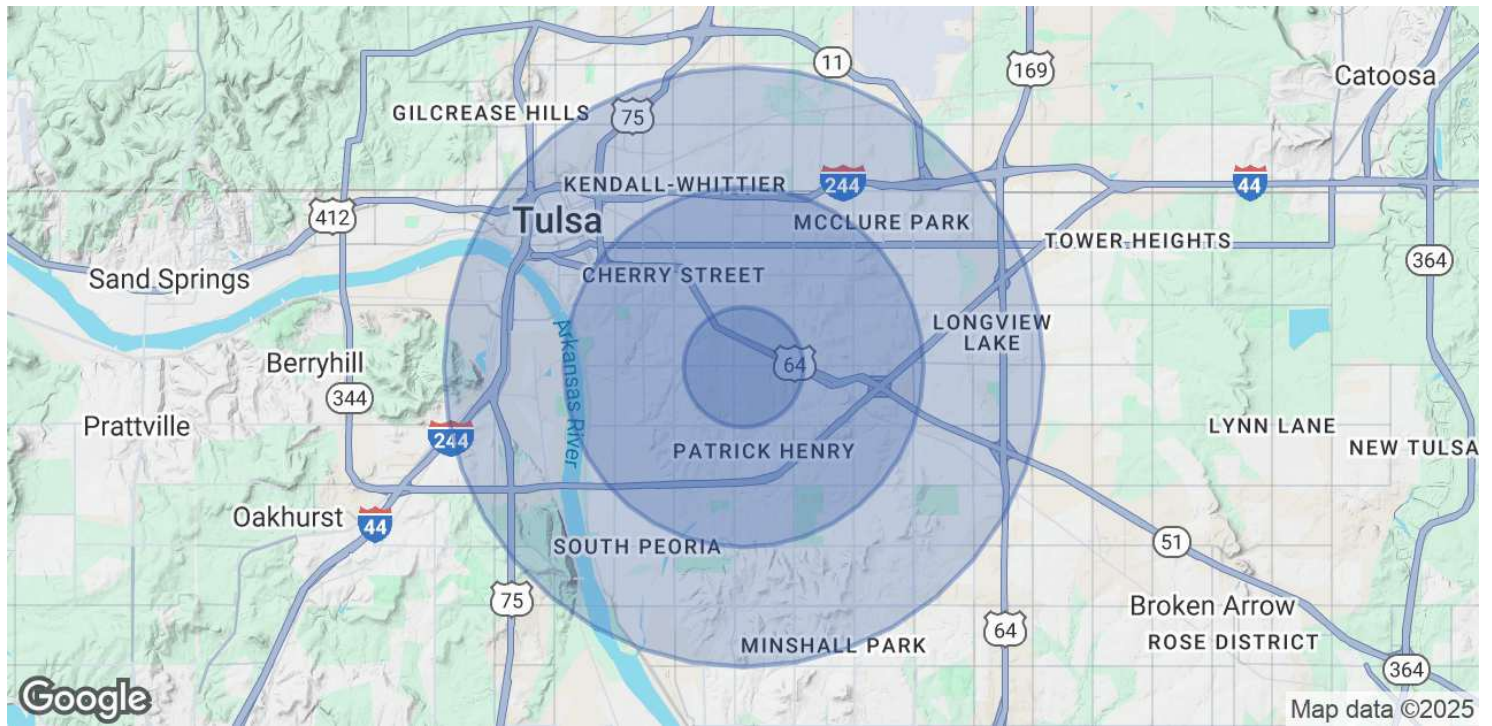 11
169
Catoosa
GILCREASE HILLS
75
KENDALL-WHITTIER
244
44
412
Tulsa
MCCLURE PARK
TOWER HEIGHTS
364
Sand Springs
CHERRY STREET
Arkansas River
LONGVIEW
LAKE
Berryhill
64
344
Prattville
244
PATRICK HENRY
LYNN LANE
NEW TULSA
Oakhurst
44
SOUTH PEORIA
51
75
Broken Arrow
64
MINSHALL PARK
ROSE DISTRICT
364
Google
Map data ©2025